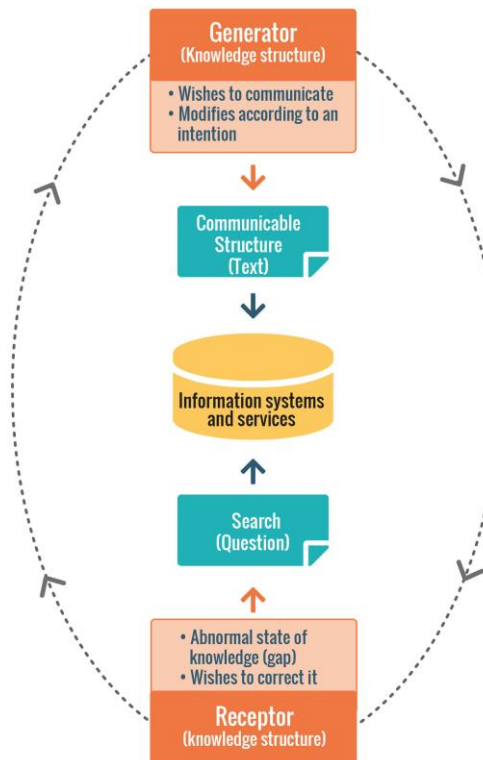 Generator
(Knowledge structure)
• Wishes to communicate
• Modifies according to an
intention
Communicable
Structure
(Text)
Information systems
and services
Search
(Question)
• Abnormal state of
knowledge (gap)
• Wishes to correct it
Receptor
(knowledge structure)